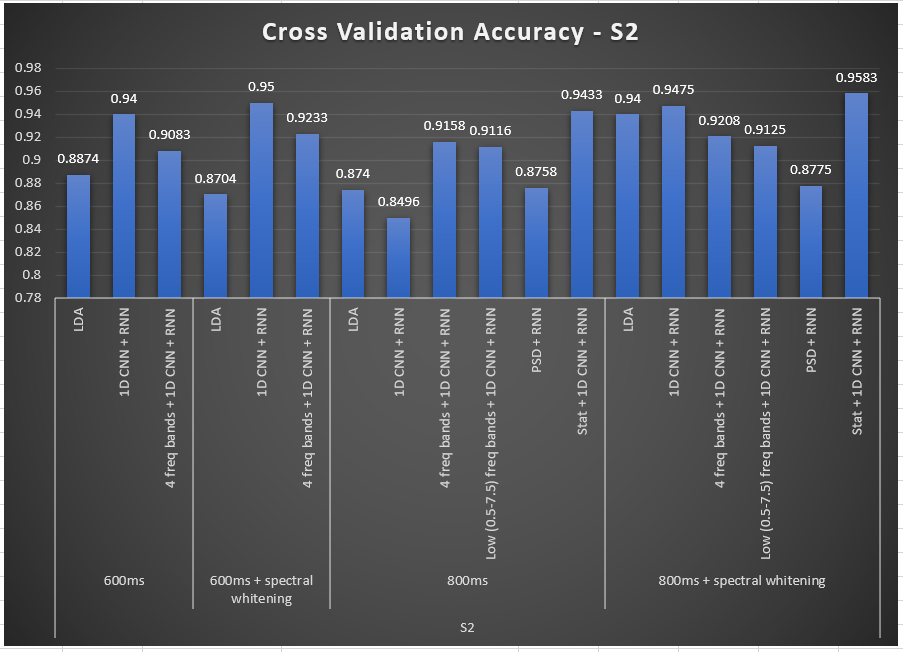 Cross Validation Accuracy - S2
0.98
0.96
0.94
0.92
0.9
0.88
0.86
0.84
0.82
0.8
0.78
0.8874
0.94
0.9083
0.8704
0.95
0.9233
0.874
0.8496
0.9158
0.9116
0.8758
0.9433
0.94
0.9475
0.9208
0.9125
0.8775
0.9583
LDA
1D CNN + RNN
4 freq bands + 1D CNN + RNN
LDA
1D CNN + RNN
4 freq bands + 1D CNN + RNN
LDA
1D CNN + RNN
4 freq bands + 1D CNN + RNN
Low (0.5-7.5) freq bands + 1D CNN + RNN
PSD + RNN
Stat + 1D CNN + RNN
LDA
1D CNN + RNN
4 freq bands + 1D CNN + RNN
Low (0.5-7.5) freq bands + 1D CNN + RNN
PSD + RNN
Stat + 1D CNN + RNN
600ms
600ms + spectral
whitening
800ms
800ms + spectral whitening
S2